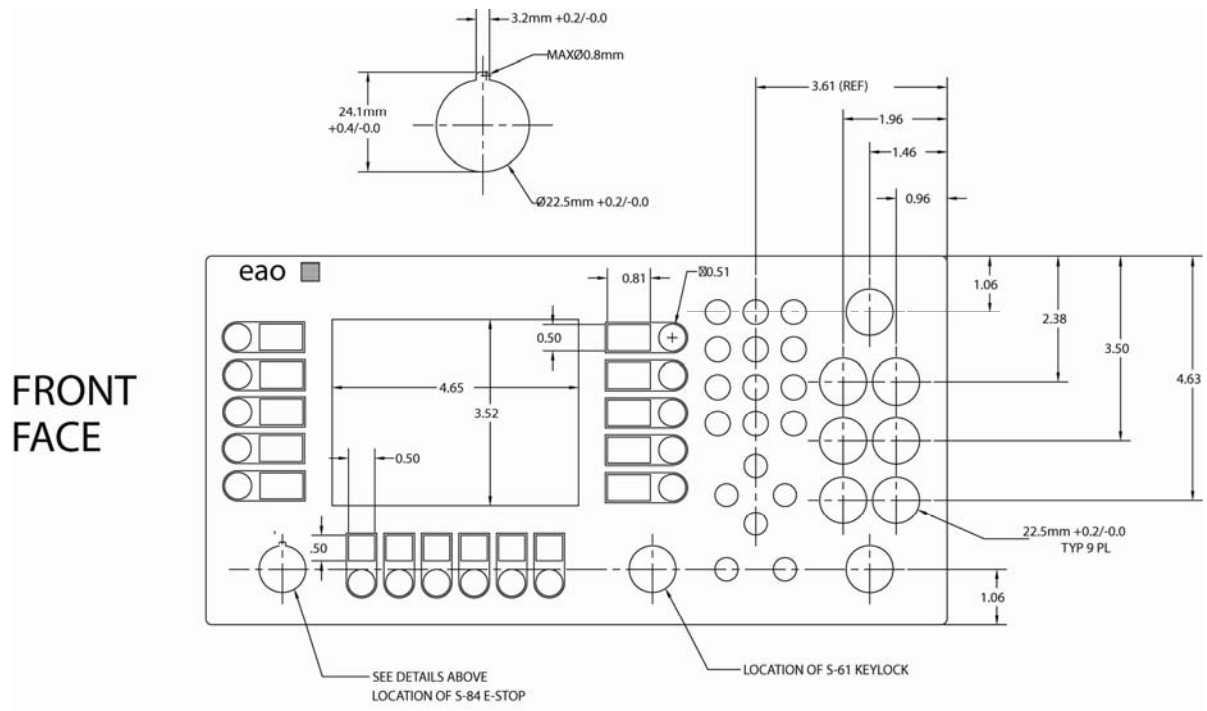 3.2mm +0.2/-0.0
MAXØ0.8mm
24.1mm
+0.4/-0.0
Ø22.5mm +0.2/-0.0
3.61 (REF)
1.96
1.46
0.96
eao
0.81
0.51
1.06
2.38
3.50
4.63
0.50
4.65
3.52
FRONT
FACE
0.50
.50
22.5mm +0.2/-0.0
TYP 9 PL
1.06
SEE DETAILS ABOVE
LOCATION OF S-84 E-STOP
LOCATION OF S-61 KEYLOCK